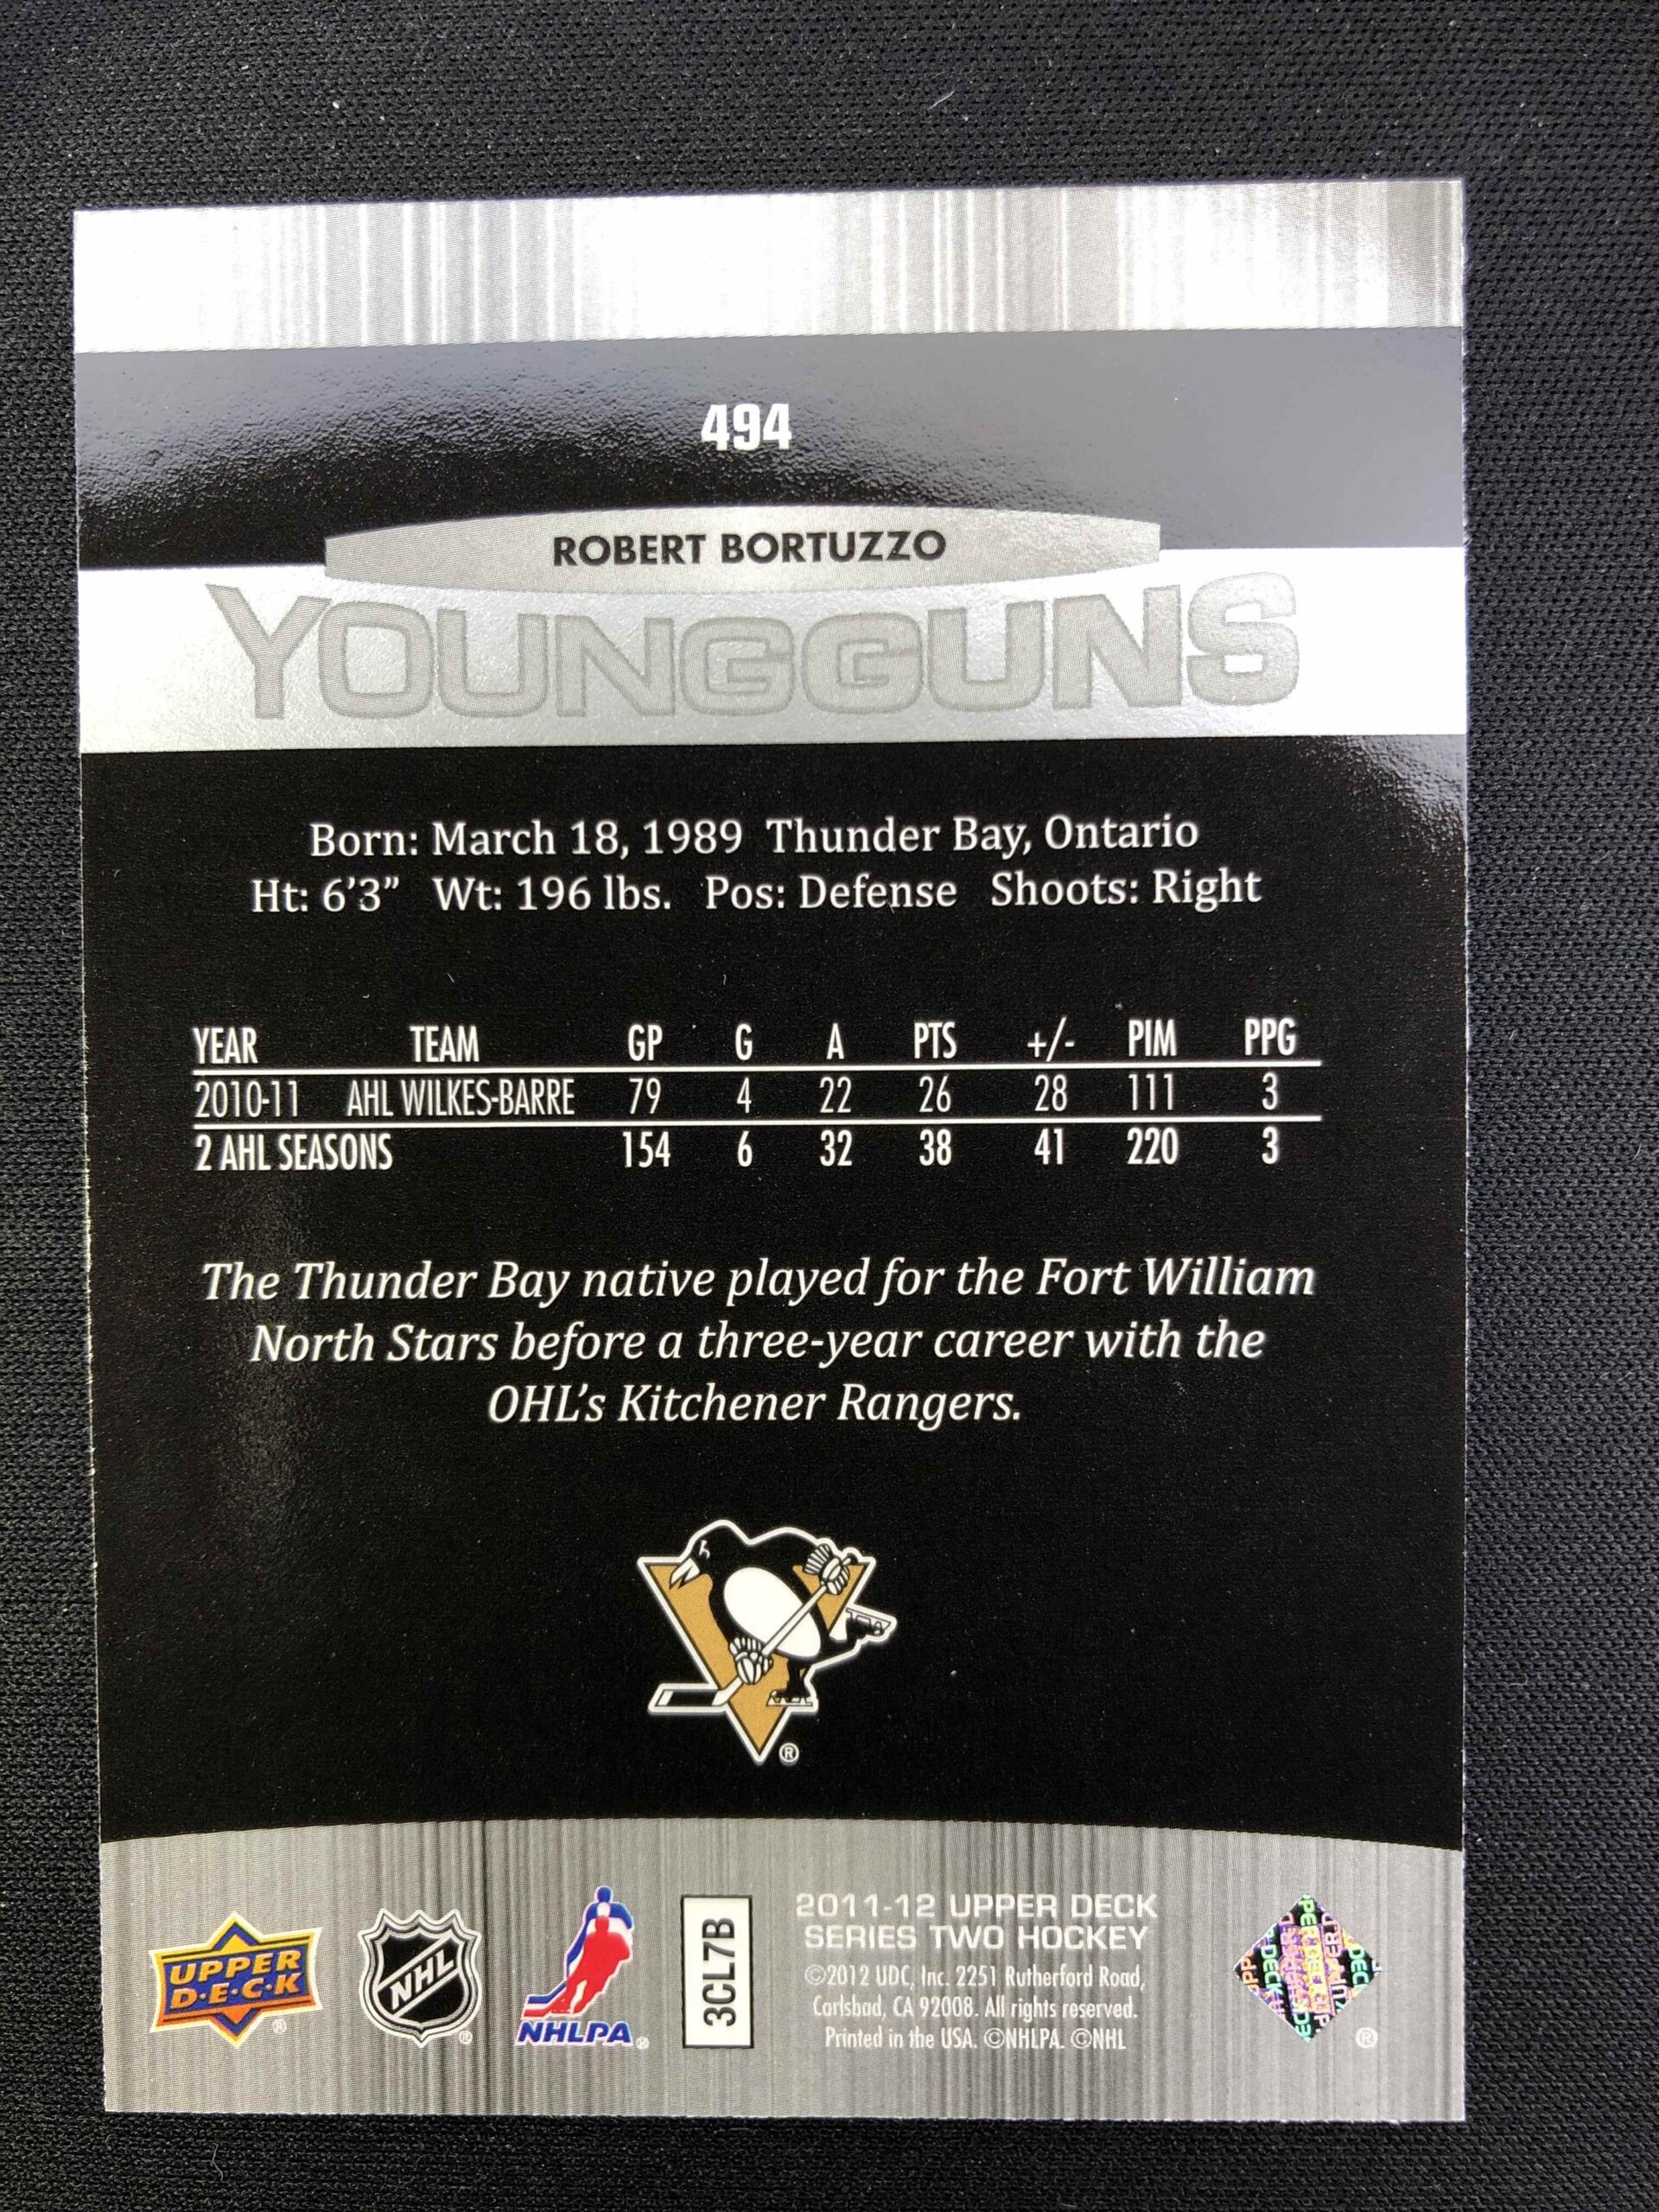 494
ROBERT BORTUZZO
YOUNGGUNS
Born: March 18, 1989 Thunder Bay, Ontario
Ht: 6'3" Wt: 196 lbs. Pos: Defense Shoots: Right
YEAR TEAM GP G A PTS +/- PIM PPG
2010-11 AHL WILKES-BARRE 79 4 22 26 28 111 3
2 AHL SEASONS 154 6 32 38 41 220 3
The Thunder Bay native played for the Fort William
North Stars before a three-year career with the
OHL's Kitchener Rangers.
®
UPPER
D·E·C·K
®
NHL
®
NHLPA®
3CL7B
2011-12 UPPER DECK
SERIES TWO HOCKEY
©2012 UDC, Inc. 2251 Rutherford Road,
Carlsbad, CA 92008. All rights reserved.
Printed in the USA. ©NHLPA. ©NHL
®